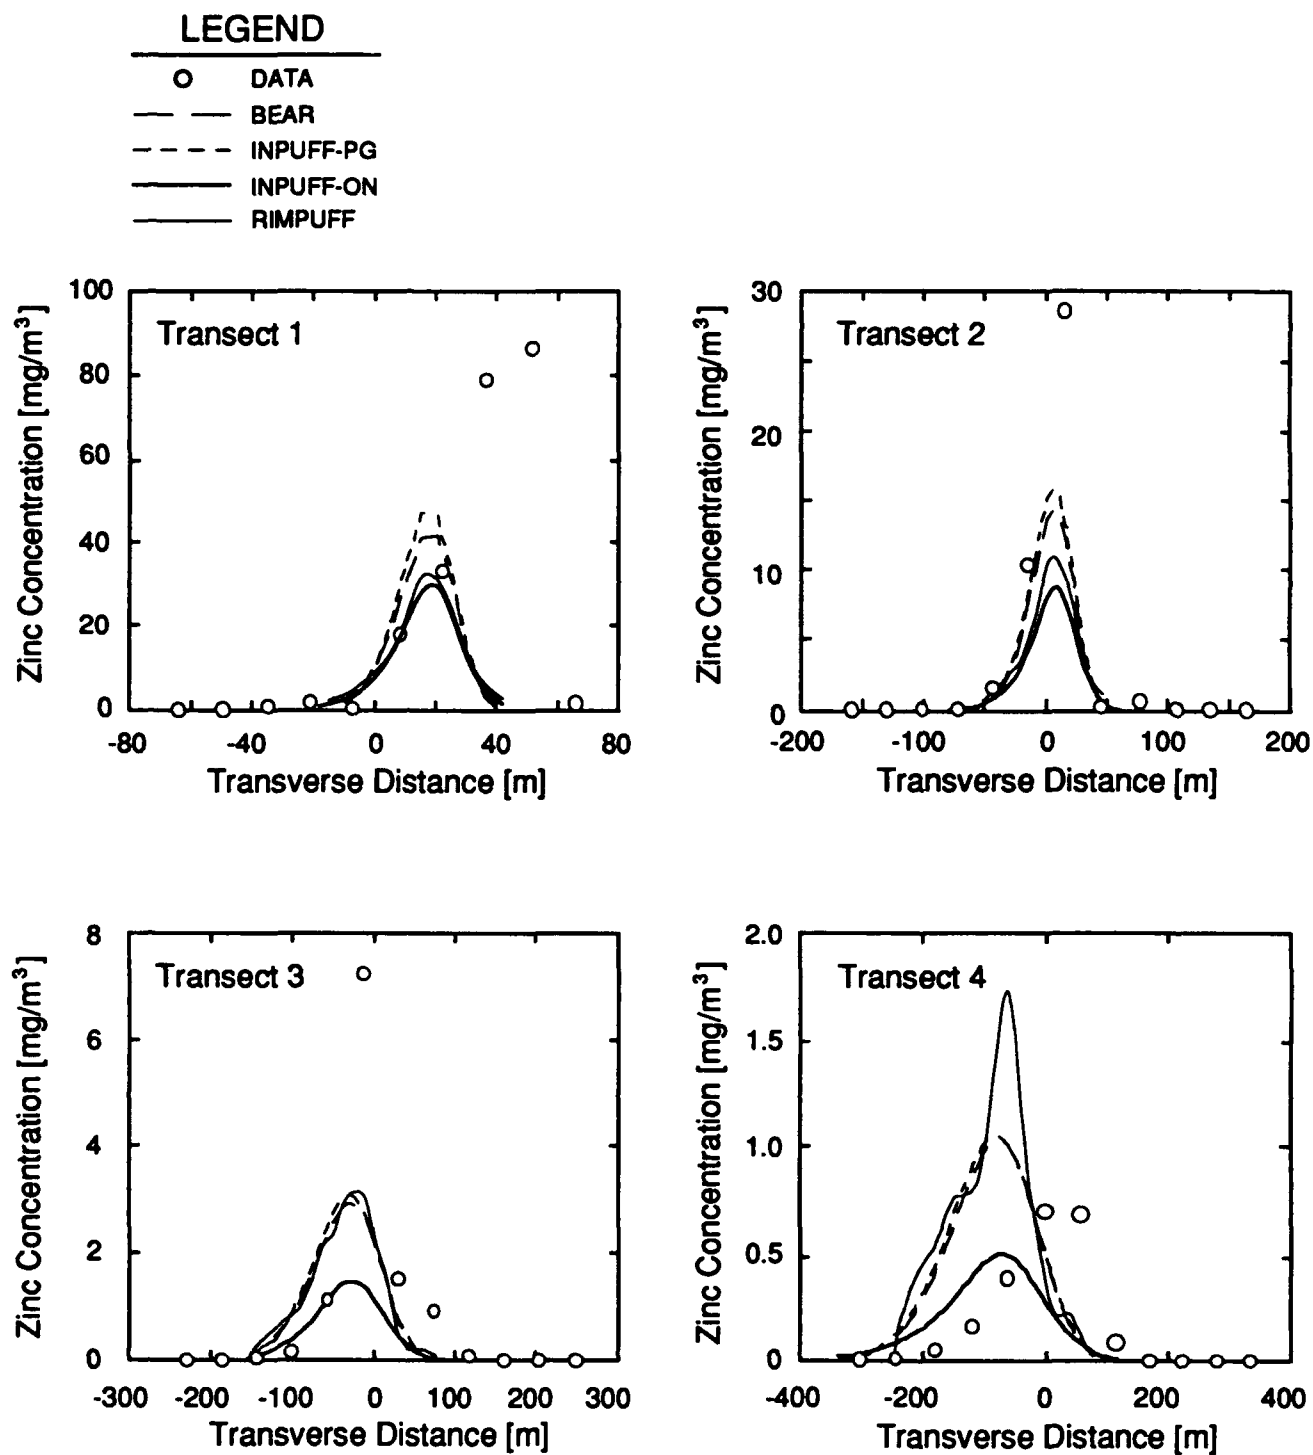 LEGEND
DATA
BEAR
INPUFF-PG
INPUFF-ON
RIMPUFF
Transect 1
Zinc Concentration [mg/m³]
100
80
60
40
20
0
-80
-40
0
40
80
Transverse Distance [m]
Transect 2
Zinc Concentration [mg/m³]
30
20
10
0
-200
-100
0
100
200
Transverse Distance [m]
Transect 3
Zinc Concentration [mg/m³]
8
6
4
2
0
-300
-200
-100
0
100
200
300
Transverse Distance [m]
Transect 4
Zinc Concentration [mg/m³]
2.0
1.5
1.0
0.5
0
-400
-200
0
200
400
Transverse Distance [m]